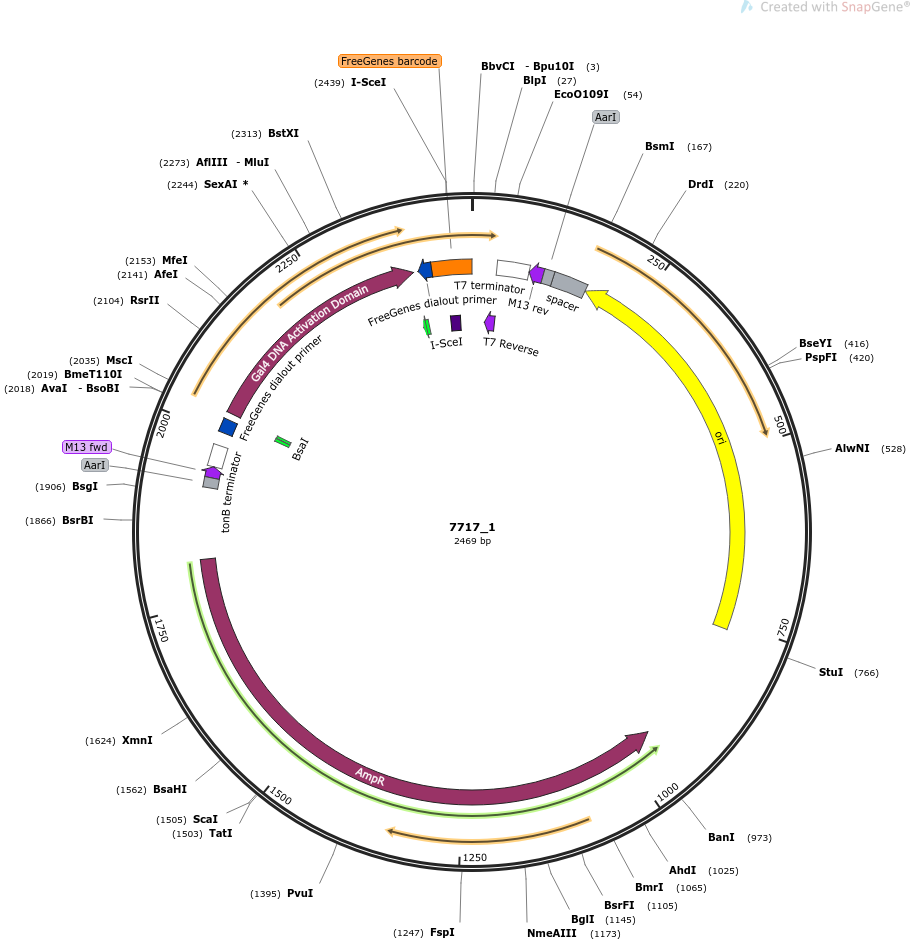 Created with SnapGene®
FreeGenes barcode
(2439) I-SceI
BbvCI - Bpu10I (3)
BlpI (27)
EcoO109I (54)
AarI
BsmI (167)
DrdI (220)
(2313) BstXI
(2273) AflIII - MluI
(2244) SexAI *
(2153) MfeI
(2141) AfeI
(2104) RsrII
(2035) MscI
(2019) BmeT110I
(2018) AvaI - BsoBI
M13 fwd
AarI
(1906) BsgI
(1866) BsrBI
BseYI (416)
PspFI (420)
AlwNI (528)
StuI (766)
BanI (973)
AhdI (1025)
BmrI (1065)
BsrFI (1105)
BglI (1145)
NmeAIII (1173)
(1247) FspI
(1395) PvuI
(1503) TatI
(1505) ScaI
(1562) BsaHI
(1624) XmnI
250
500
750
1000
1250
1500
1750
2000
2250
T7 terminator
FreeGenes dialout primer
M13 rev
spacer
I-SceI
T7 Reverse
Gal4 DNA Activation Domain
FreeGenes dialout primer
BsaI
tonB terminator
ori
AmpR
7717_1
2469 bp